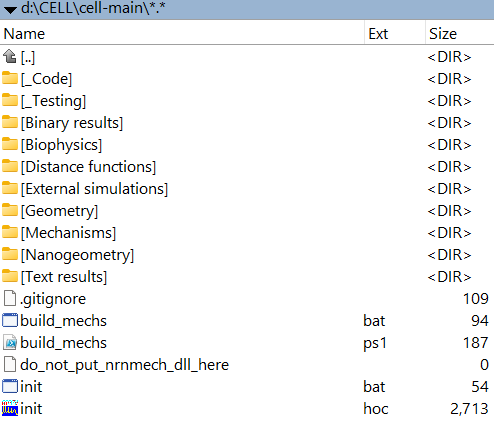 d:\CELL\cell-main\*.*
Name Ext Size
[..] <DIR>
[_Code] <DIR>
[_Testing] <DIR>
[Binary results] <DIR>
[Biophysics] <DIR>
[Distance functions] <DIR>
[External simulations] <DIR>
[Geometry] <DIR>
[Mechanisms] <DIR>
[Nanogeometry] <DIR>
[Text results] <DIR>
.gitignore 109
build_mechs bat 94
build_mechs ps1 187
do_not_put_nrnmech_dll_here 0
init bat 54
init hoc 2,713